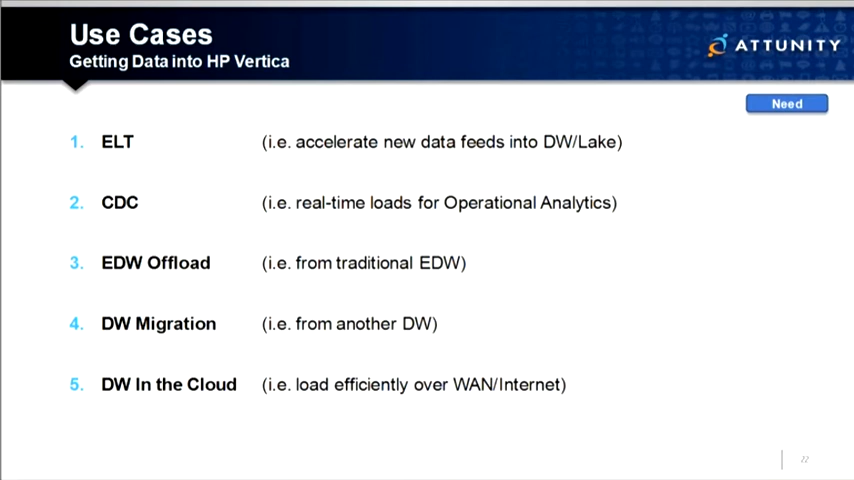 Use Cases
Getting Data into HP Vertica
ATTUNITY
Need
1. ELT (i.e. accelerate new data feeds into DW/Lake)
2. CDC (i.e. real-time loads for Operational Analytics)
3. EDW Offload (i.e. from traditional EDW)
4. DW Migration (i.e. from another DW)
5. DW In the Cloud (i.e. load efficiently over WAN/Internet)